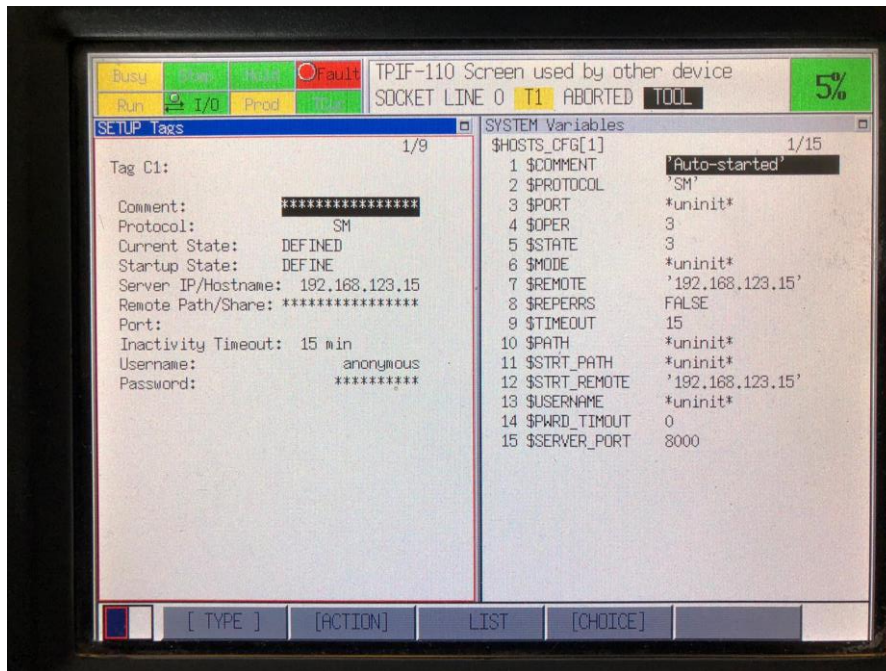 Busy Step Hold Fault
Run I/O Prod
TPIF-110 Screen used by other device
SOCKET LINE 0 T1 ABORTED TOOL
5%
SETUP Tags
1/9
Tag C1:
Comment: ****************
Protocol: SM
Current State: DEFINED
Startup State: DEFINE
Server IP/Hostname: 192.168.123.15
Remote Path/Share: ****************
Port:
Inactivity Timeout: 15 min
Username: anonymous
Password: **********
SYSTEM Variables
$HOSTS_CFG[1] 1/15
1 $COMMENT 'Auto-started'
2 $PROTOCOL 'SM'
3 $PORT *uninit*
4 $OPER 3
5 $STATE 3
6 $MODE *uninit*
7 $REMOTE '192.168.123.15'
8 $REPERRS FALSE
9 $TIMEOUT 15
10 $PATH *uninit*
11 $STRT_PATH *uninit*
12 $STRT_REMOTE '192.168.123.15'
13 $USERNAME *uninit*
14 $PWRD_TIMOUT 0
15 $SERVER_PORT 8000
[ TYPE ] [ACTION] LIST [CHOICE]